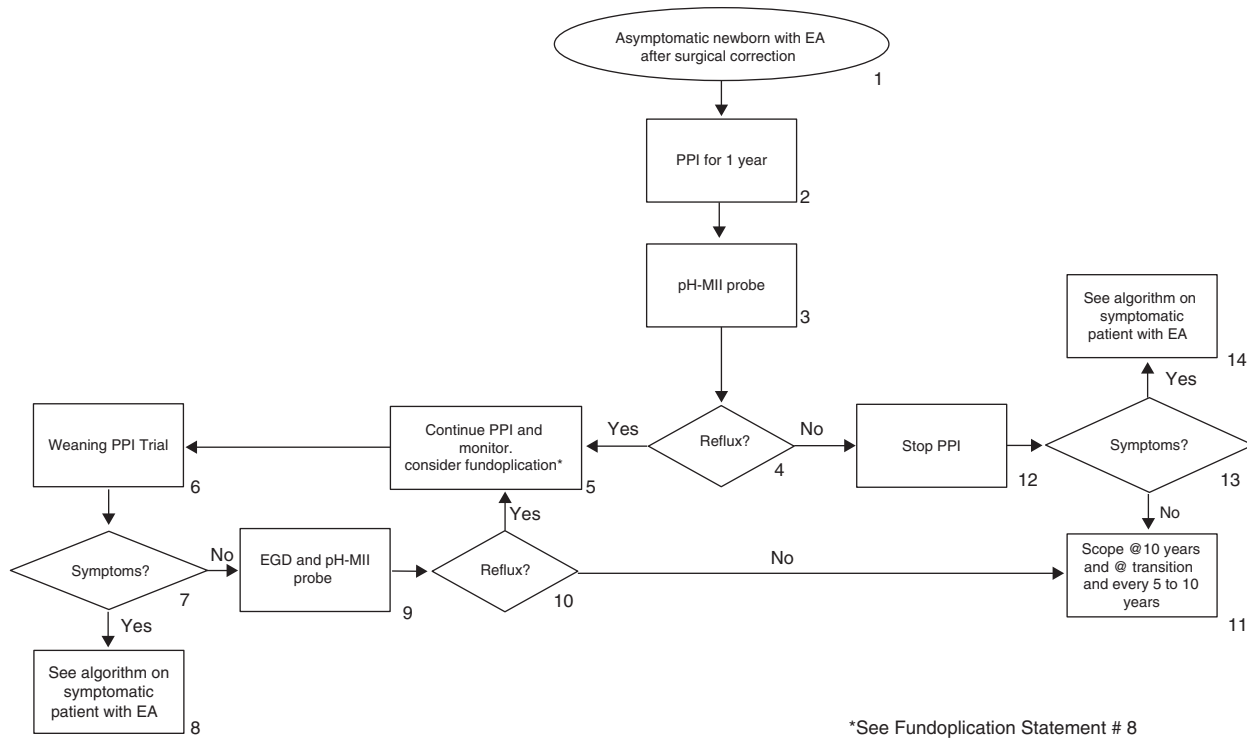 Asymptomatic newborn with EA
after surgical correction
1
PPI for 1 year
2
pH-MII probe
3
Reflux?
4
Yes
No
Continue PPI and
monitor.
consider fundoplication*
5
Weaning PPI Trial
6
Symptoms?
7
Yes
See algorithm on
symptomatic
patient with EA
8
No
EGD and pH-MII
probe
9
Reflux?
10
Yes
No
Scope @10 years
and @ transition
and every 5 to 10
years
11
Stop PPI
12
Symptoms?
13
No
Yes
See algorithm on
symptomatic
patient with EA
14
*See Fundoplication Statement # 8